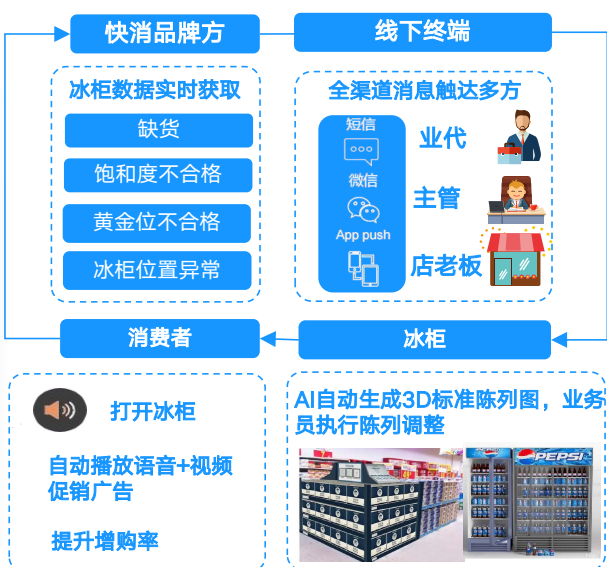 快消品牌方
线下终端
冰柜数据实时获取
缺货
饱和度不合格
黄金位不合格
冰柜位置异常
全渠道消息触达多方
短信
微信
App push
业代
主管
店老板
消费者
冰柜
打开冰柜
自动播放语音+视频
促销广告
提升增购率
AI自动生成3D标准陈列图，业务
员执行陈列调整
PEPSI